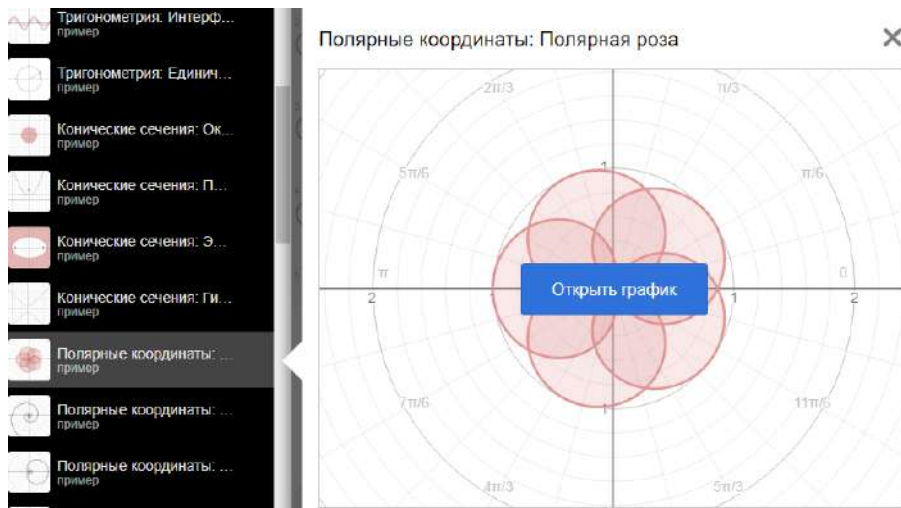 Тригонометрия: Интерф...
пример
Тригонометрия: Единич...
пример
Конические сечения: Ок...
пример
Конические сечения: П...
пример
Конические сечения: Э...
пример
Конические сечения: Ги...
пример
Полярные координаты: ...
пример
Полярные координаты: ...
пример
Полярные координаты: ...
пример
Полярные координаты: Полярная роза
2π/3
π/3
5π/6
1
π/6
π
0
2
1
Открыть график
1
2
7π/6
1
11π/6
4π/3
5π/3